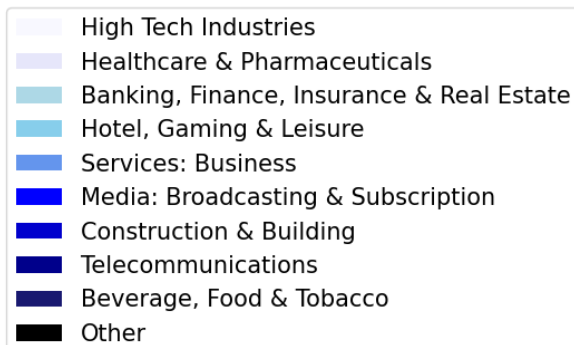 High Tech Industries
Healthcare & Pharmaceuticals
Banking, Finance, Insurance & Real Estate
Hotel, Gaming & Leisure
Services: Business
Media: Broadcasting & Subscription
Construction & Building
Telecommunications
Beverage, Food & Tobacco
Other